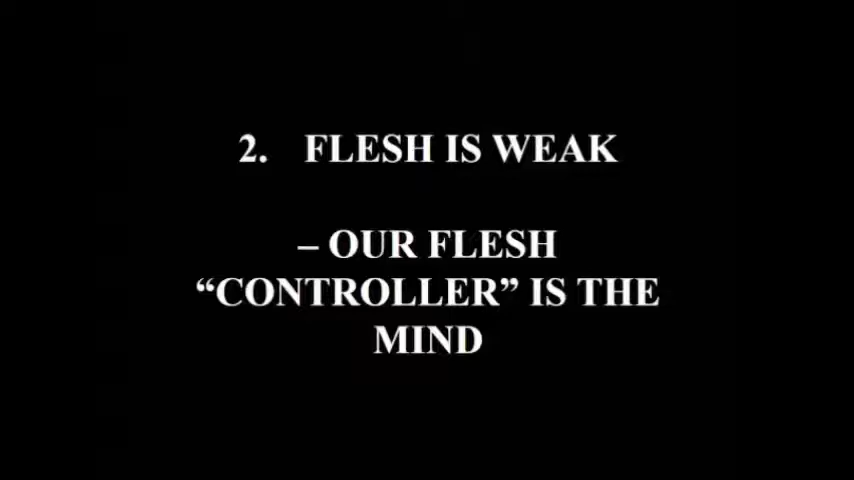 2. FLESH IS WEAK
– OUR FLESH
“CONTROLLER” IS THE
MIND